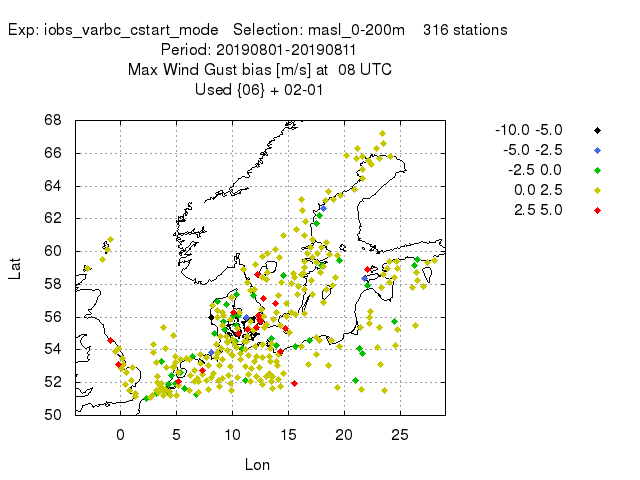 Exp: iobs_varbc_cstart_mode   Selection: masl_0-200m    316 stations
Period: 20190801-20190811
Max Wind Gust bias [m/s] at  08 UTC
Used {06} + 02-01
-10.0 -5.0
-5.0 -2.5
-2.5 0.0
0.0 2.5
2.5 5.0
68
66
64
62
60
58
56
54
52
50
Lat
0 5 10 15 20 25
Lon